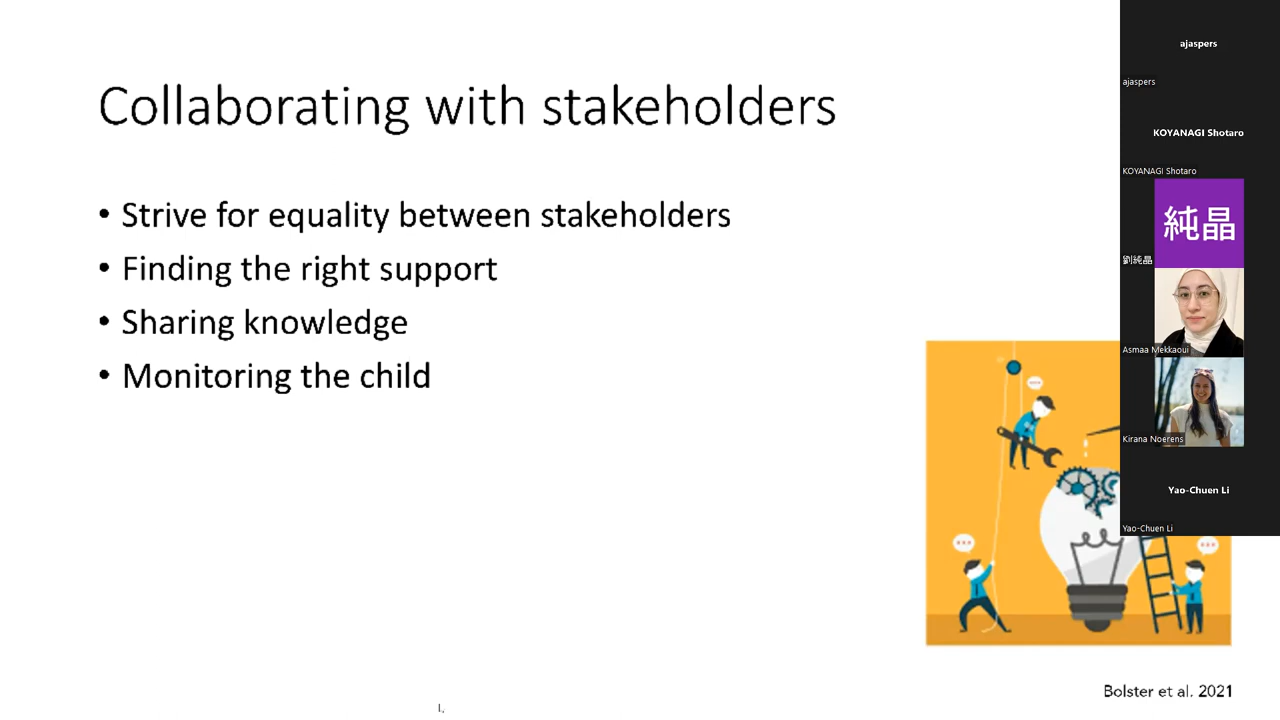 Collaborating with stakeholders
• Strive for equality between stakeholders
• Finding the right support
• Sharing knowledge
• Monitoring the child
Bolster et al. 2021
I,
ajaspers
ajaspers
KOYANAGI Shotaro
KOYANAGI Shotaro
純晶
劉純晶
Asmaa Mekkaoui
Kirana Noerens
Yao-Chuen Li
Yao-Chuen Li